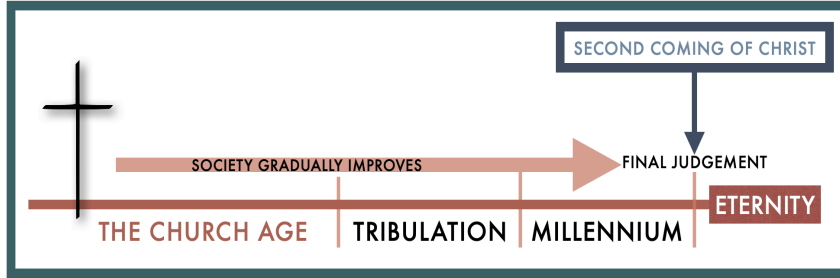 SECOND COMING OF CHRIST
SOCIETY GRADUALLY IMPROVES
FINAL JUDGEMENT
ETERNITY
THE CHURCH AGE
TRIBULATION
MILLENNIUM